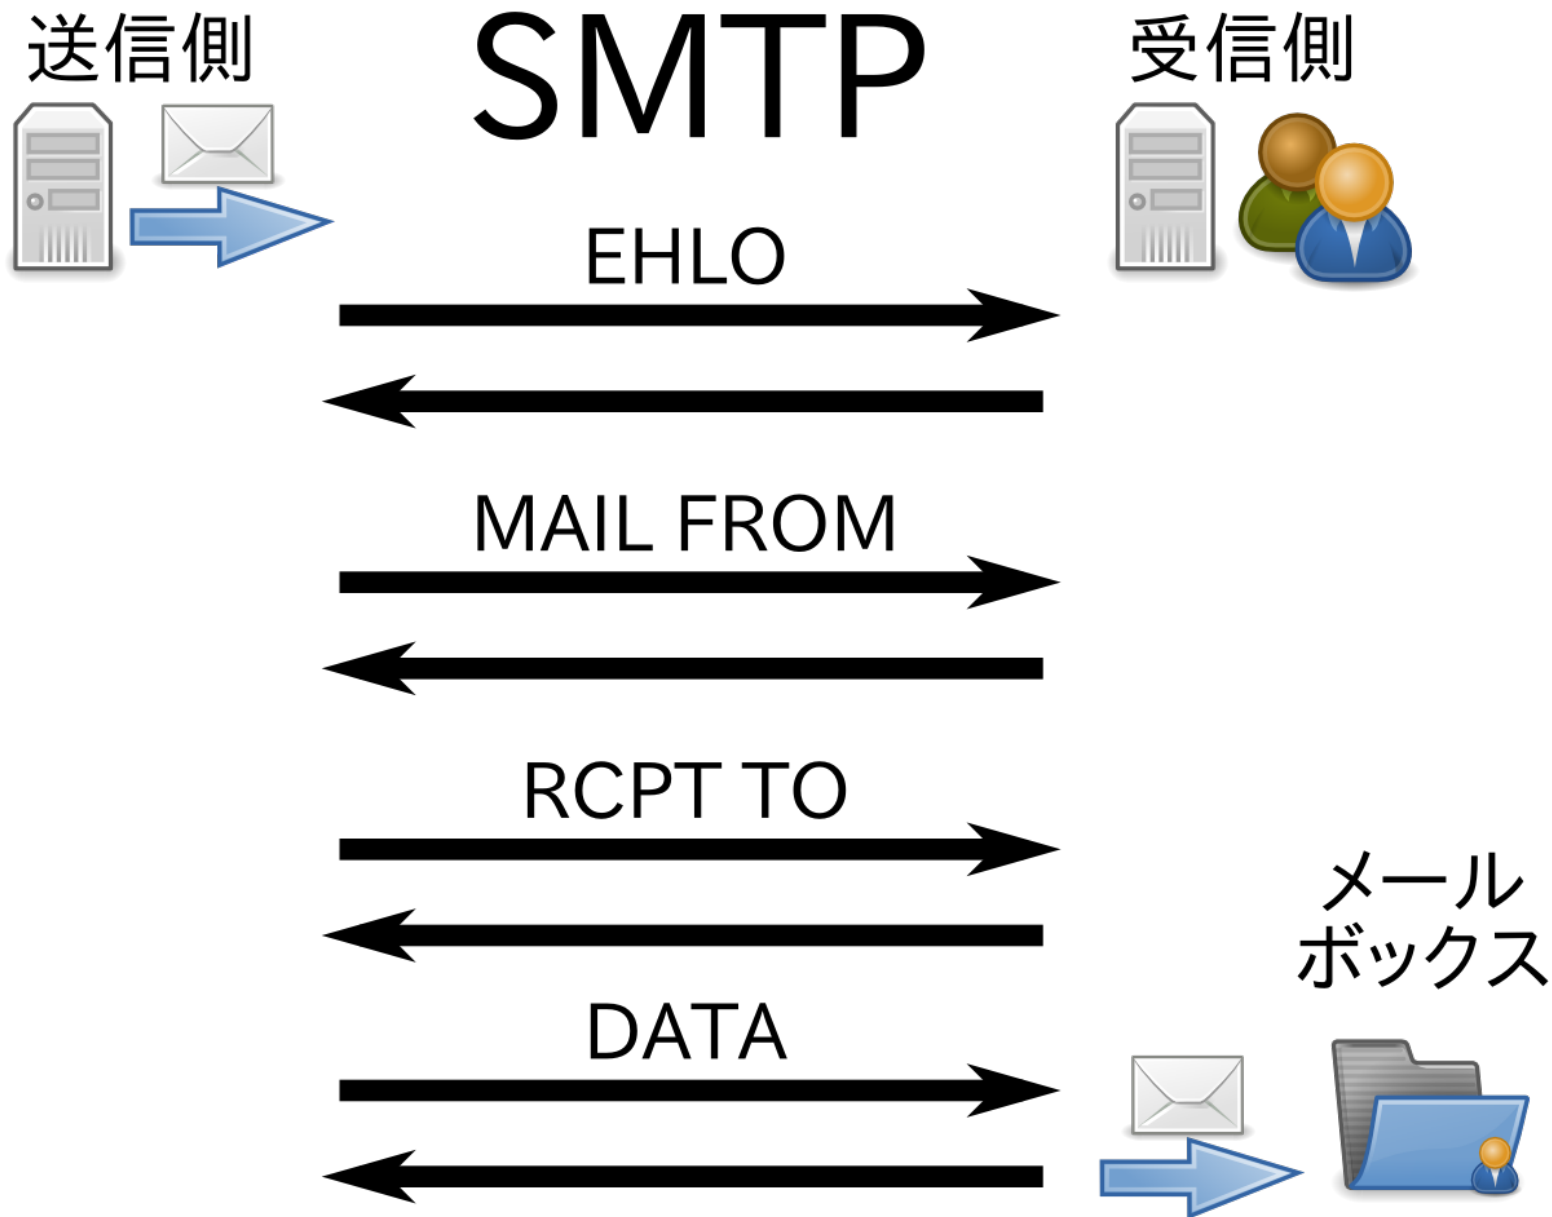 送信側
SMTP
受信側
EHLO
MAIL FROM
RCPT TO
メール
ボックス
DATA